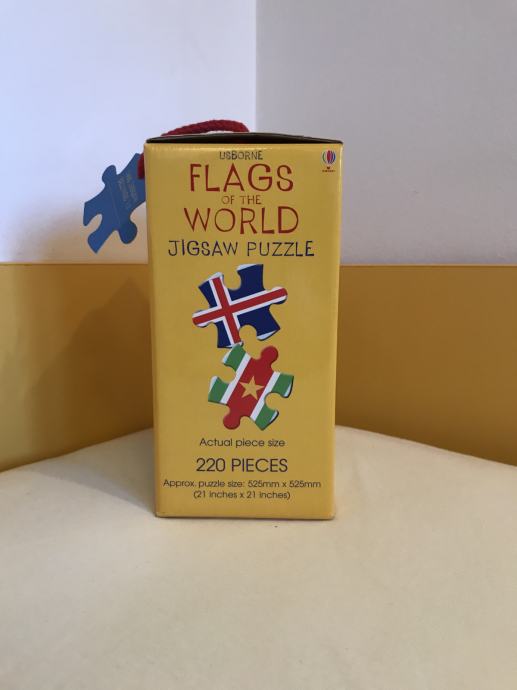 USBORNE
FLAGS
OF THE
WORLD
JIGSAW PUZZLE
Actual piece size
220 PIECES
Approx. puzzle size: 525mm x 525mm
(21 inches x 21 inches)